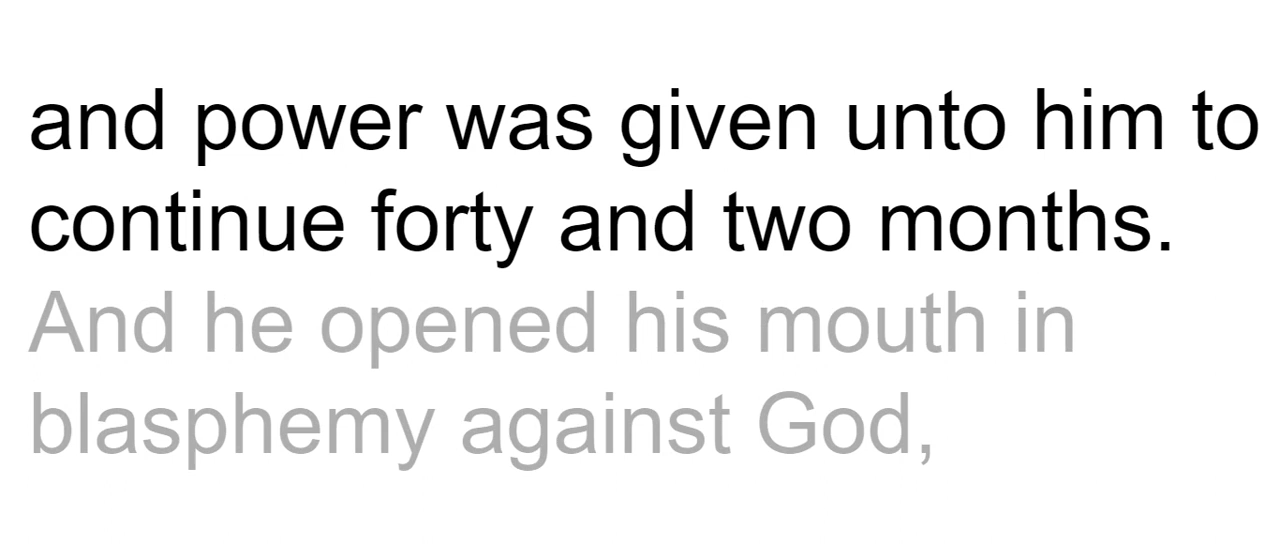 and power was given unto him to
continue forty and two months.
And he opened his mouth in
blasphemy against God,